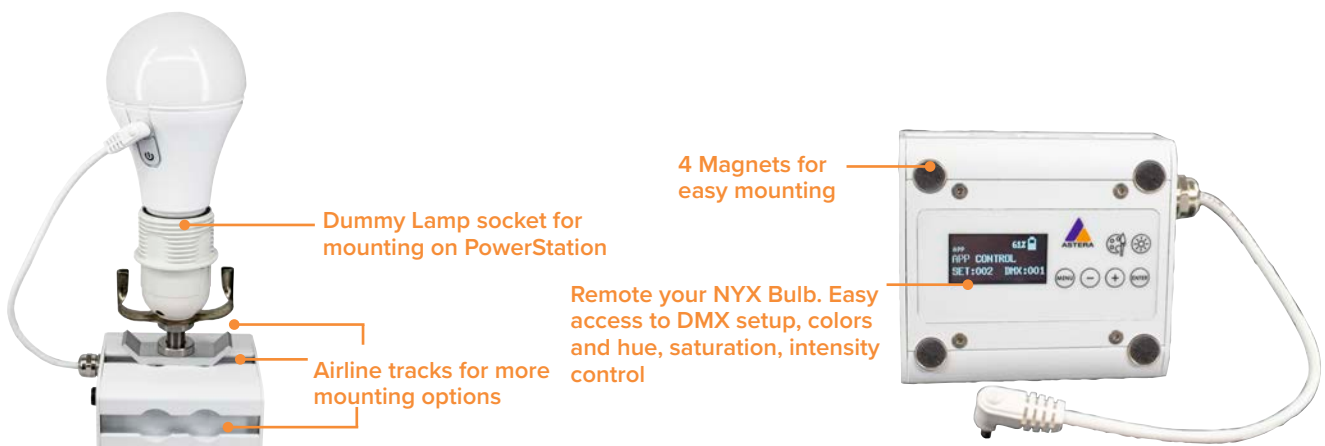 Dummy Lamp socket for
mounting on PowerStation
Airline tracks for more
mounting options
4 Magnets for
easy mounting
APP
61%
APP CONTROL
SET:002 DMX:001
ASTERA
MENU
−
+
ENTER
Remote your NYX Bulb. Easy
access to DMX setup, colors
and hue, saturation, intensity
control